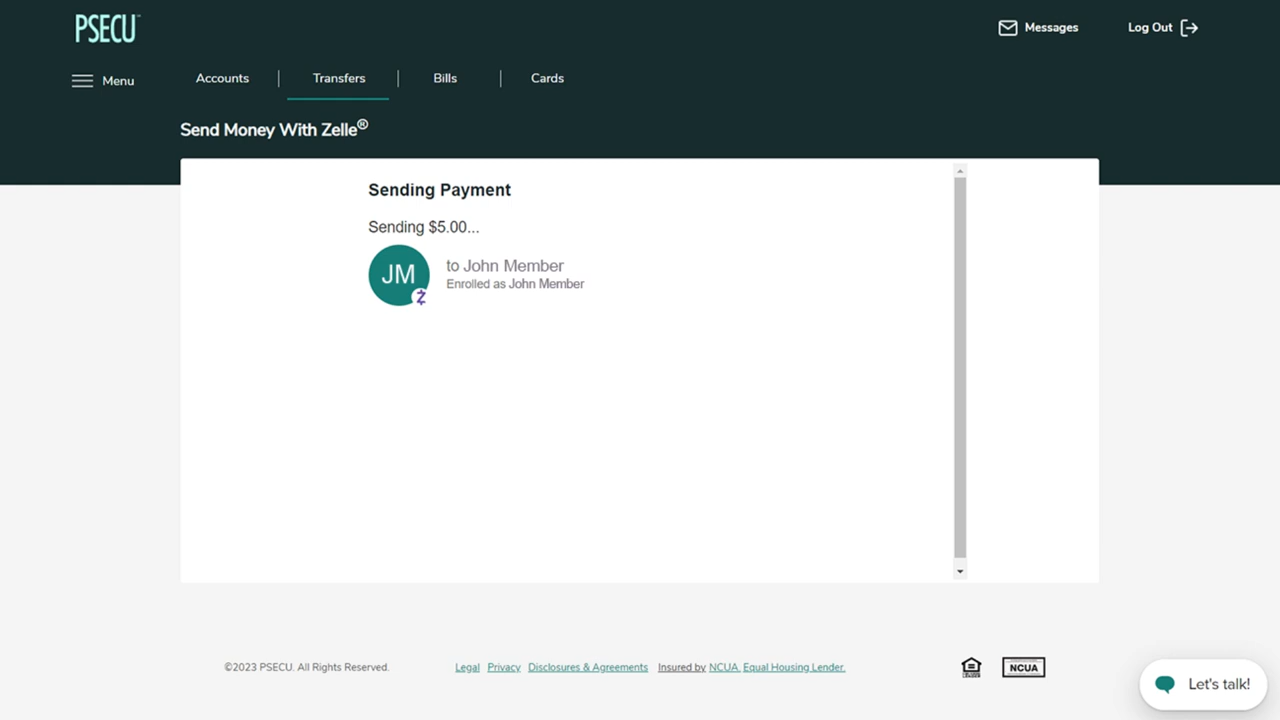 PSECU
Messages
Log Out
Menu
Accounts
Transfers
Bills
Cards
Send Money With Zelle®
Sending Payment
Sending $5.00...
JM
to John Member
Enrolled as John Member
©2023 PSECU. All Rights Reserved.
Legal Privacy Disclosures & Agreements Insured by NCUA. Equal Housing Lender.
NCUA
Let's talk!